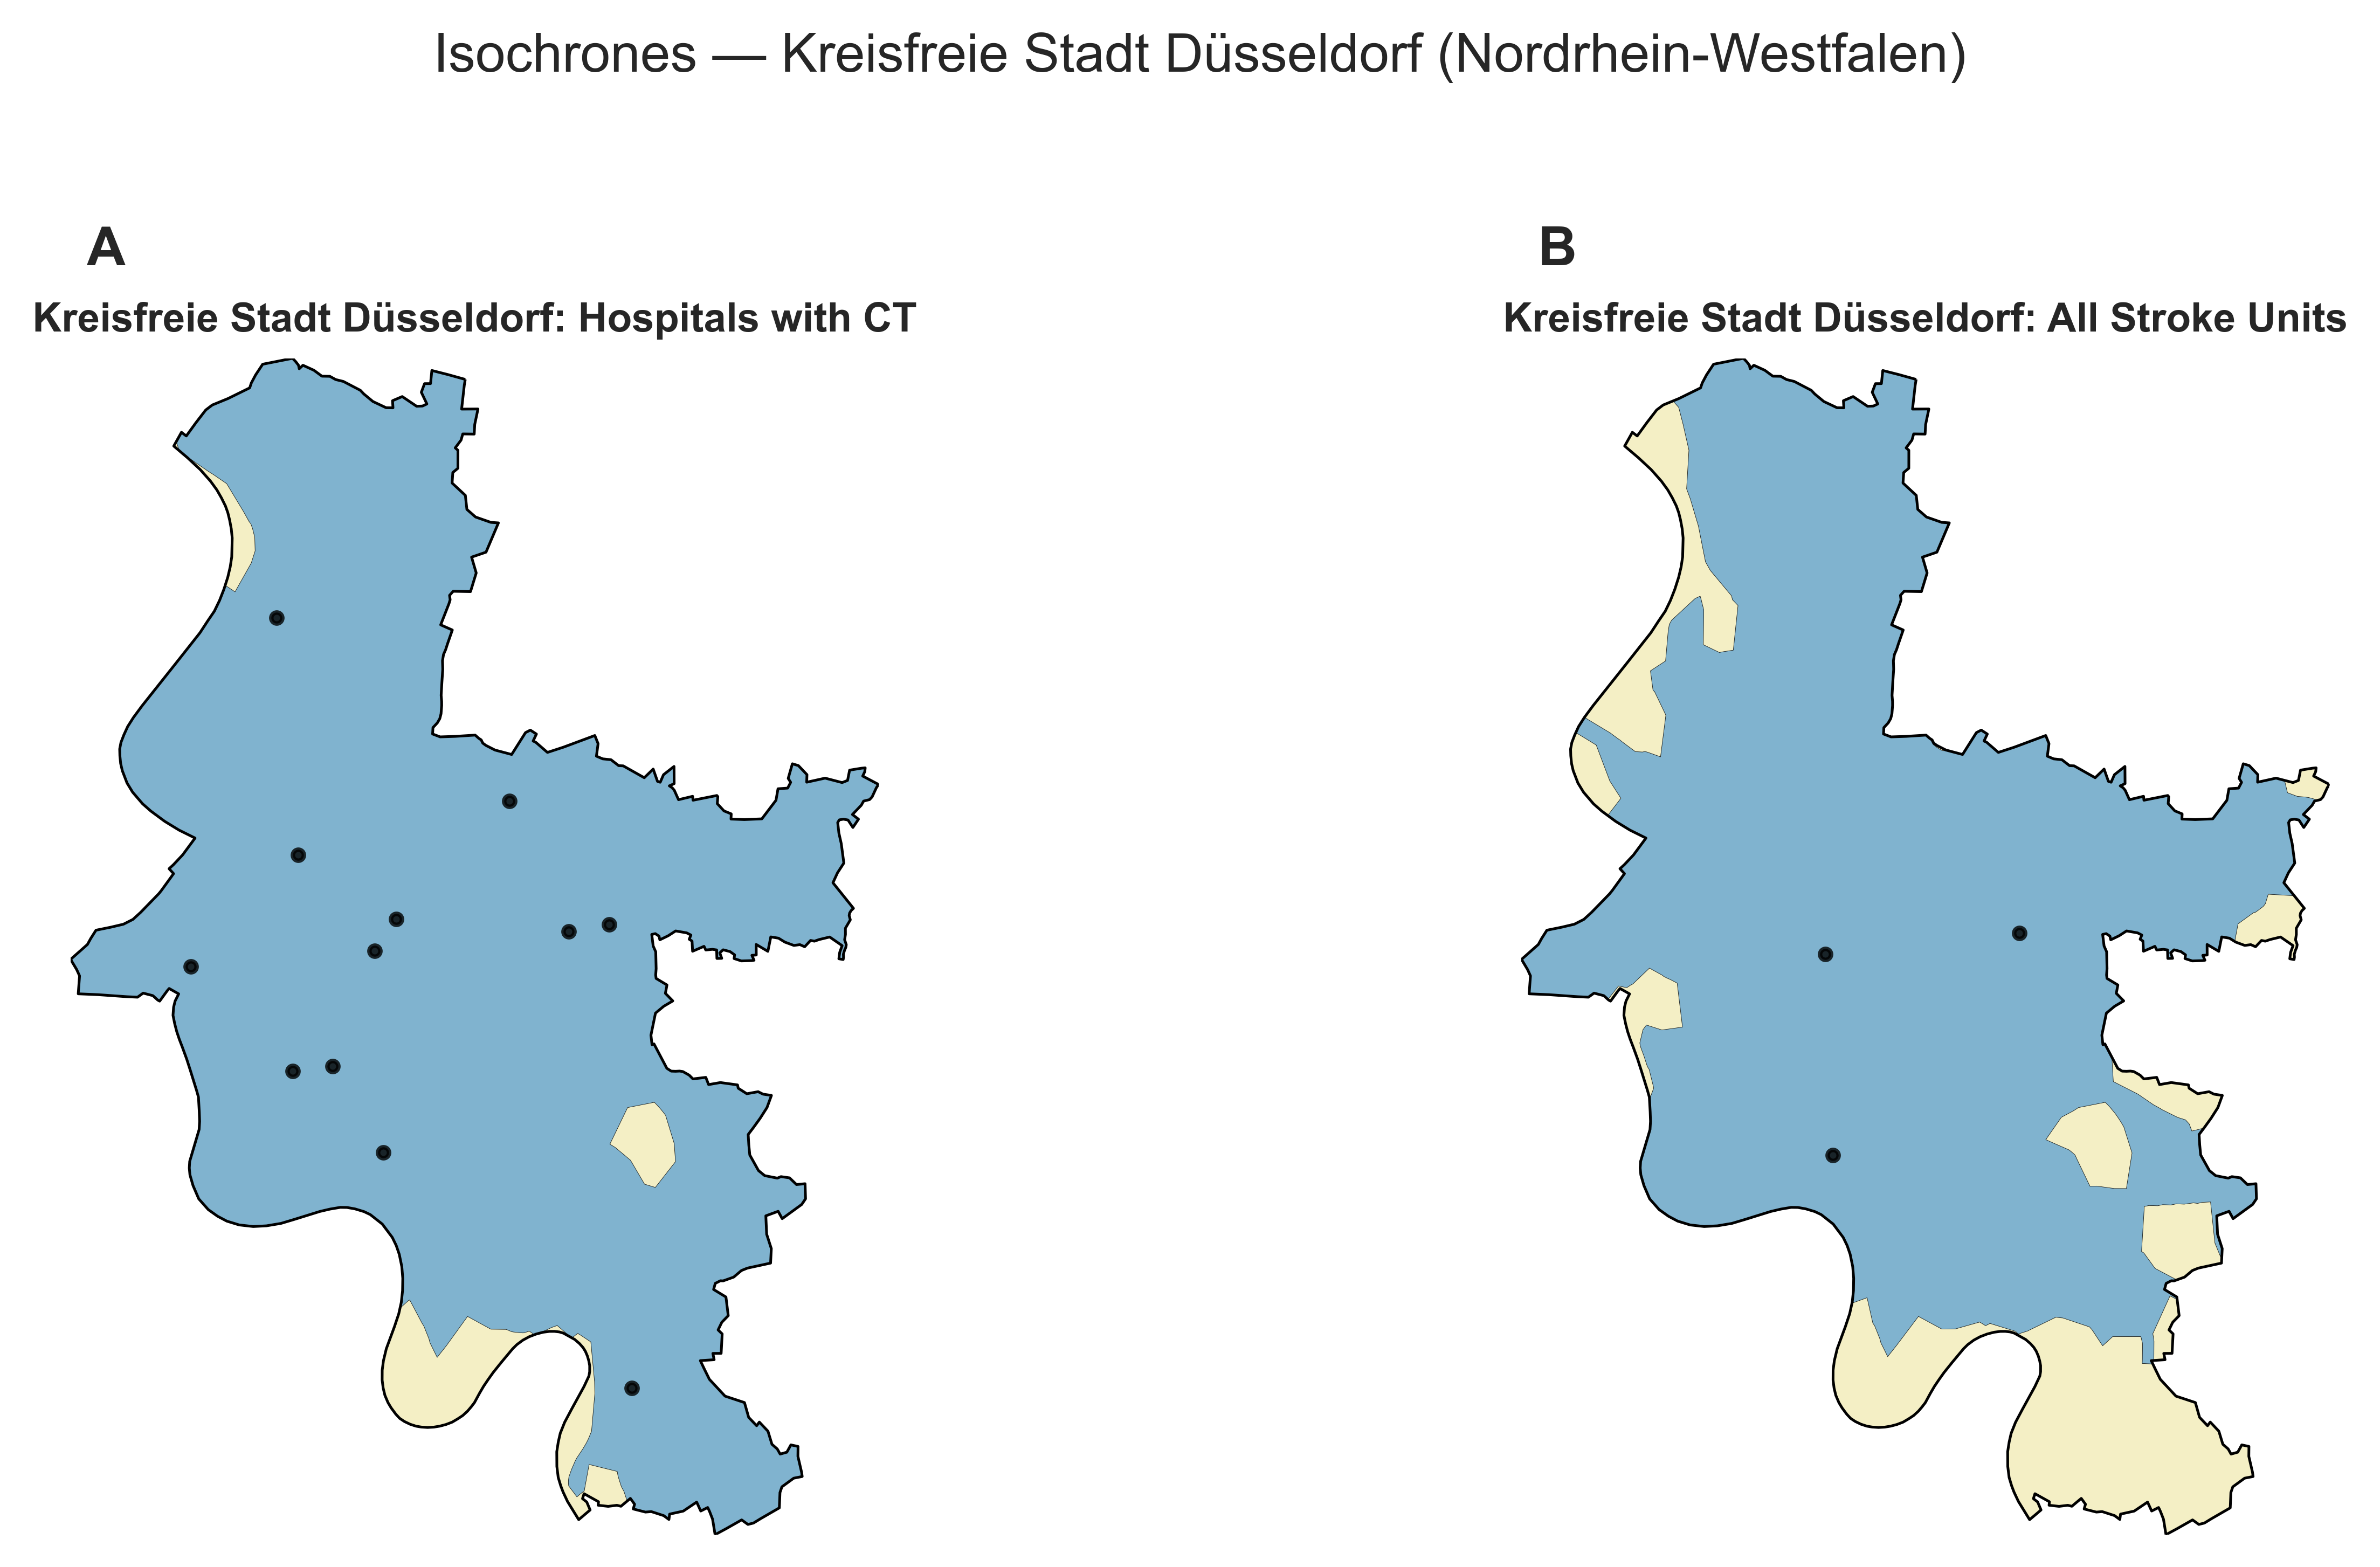 Isochrones — Kreisfreie Stadt Düsseldorf (Nordrhein-Westfalen)
A
Kreisfreie Stadt Düsseldorf: Hospitals with CT
B
Kreisfreie Stadt Düsseldorf: All Stroke Units